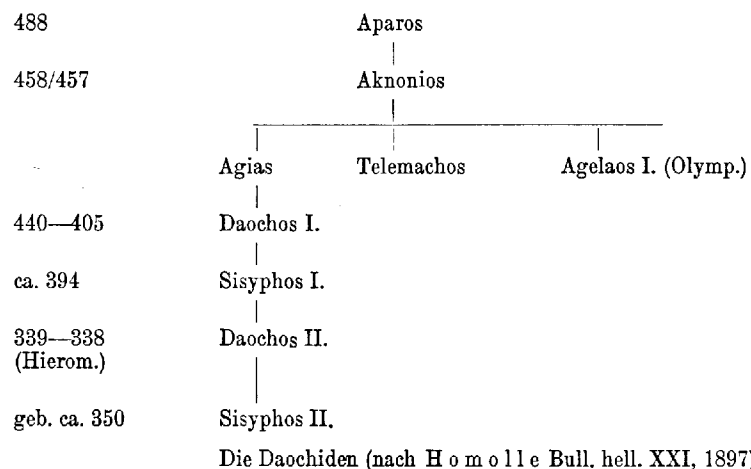 488 Aparos
458/457 Aknonios
Agias Telemachos Agelaos I. (Olymp.)
440—405 Daochos I.
ca. 394 Sisyphos I.
339—338 Daochos II.
(Hierom.)
geb. ca. 350 Sisyphos II.
Die Daochiden (nach Homolle Bull. hell. XXI, 1897